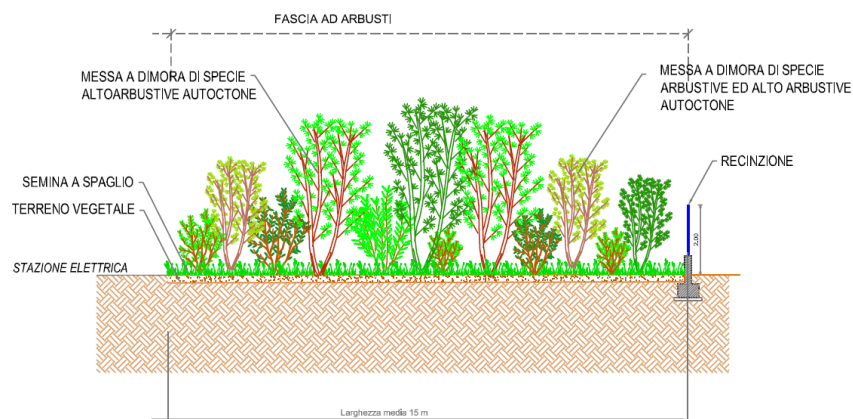 FASCIA AD ARBUSTI
MESSA A DIMORA DI SPECIE
ALTOARBUSTIVE AUTOCTONE
MESSA A DIMORA DI SPECIE
ARBUSTIVE ED ALTO ARBUSTIVE
AUTOCTONE
RECINZIONE
SEMINA A SPAGLIO
TERRENO VEGETALE
2,00
STAZIONE ELETTRICA
Larghezza media 15 m